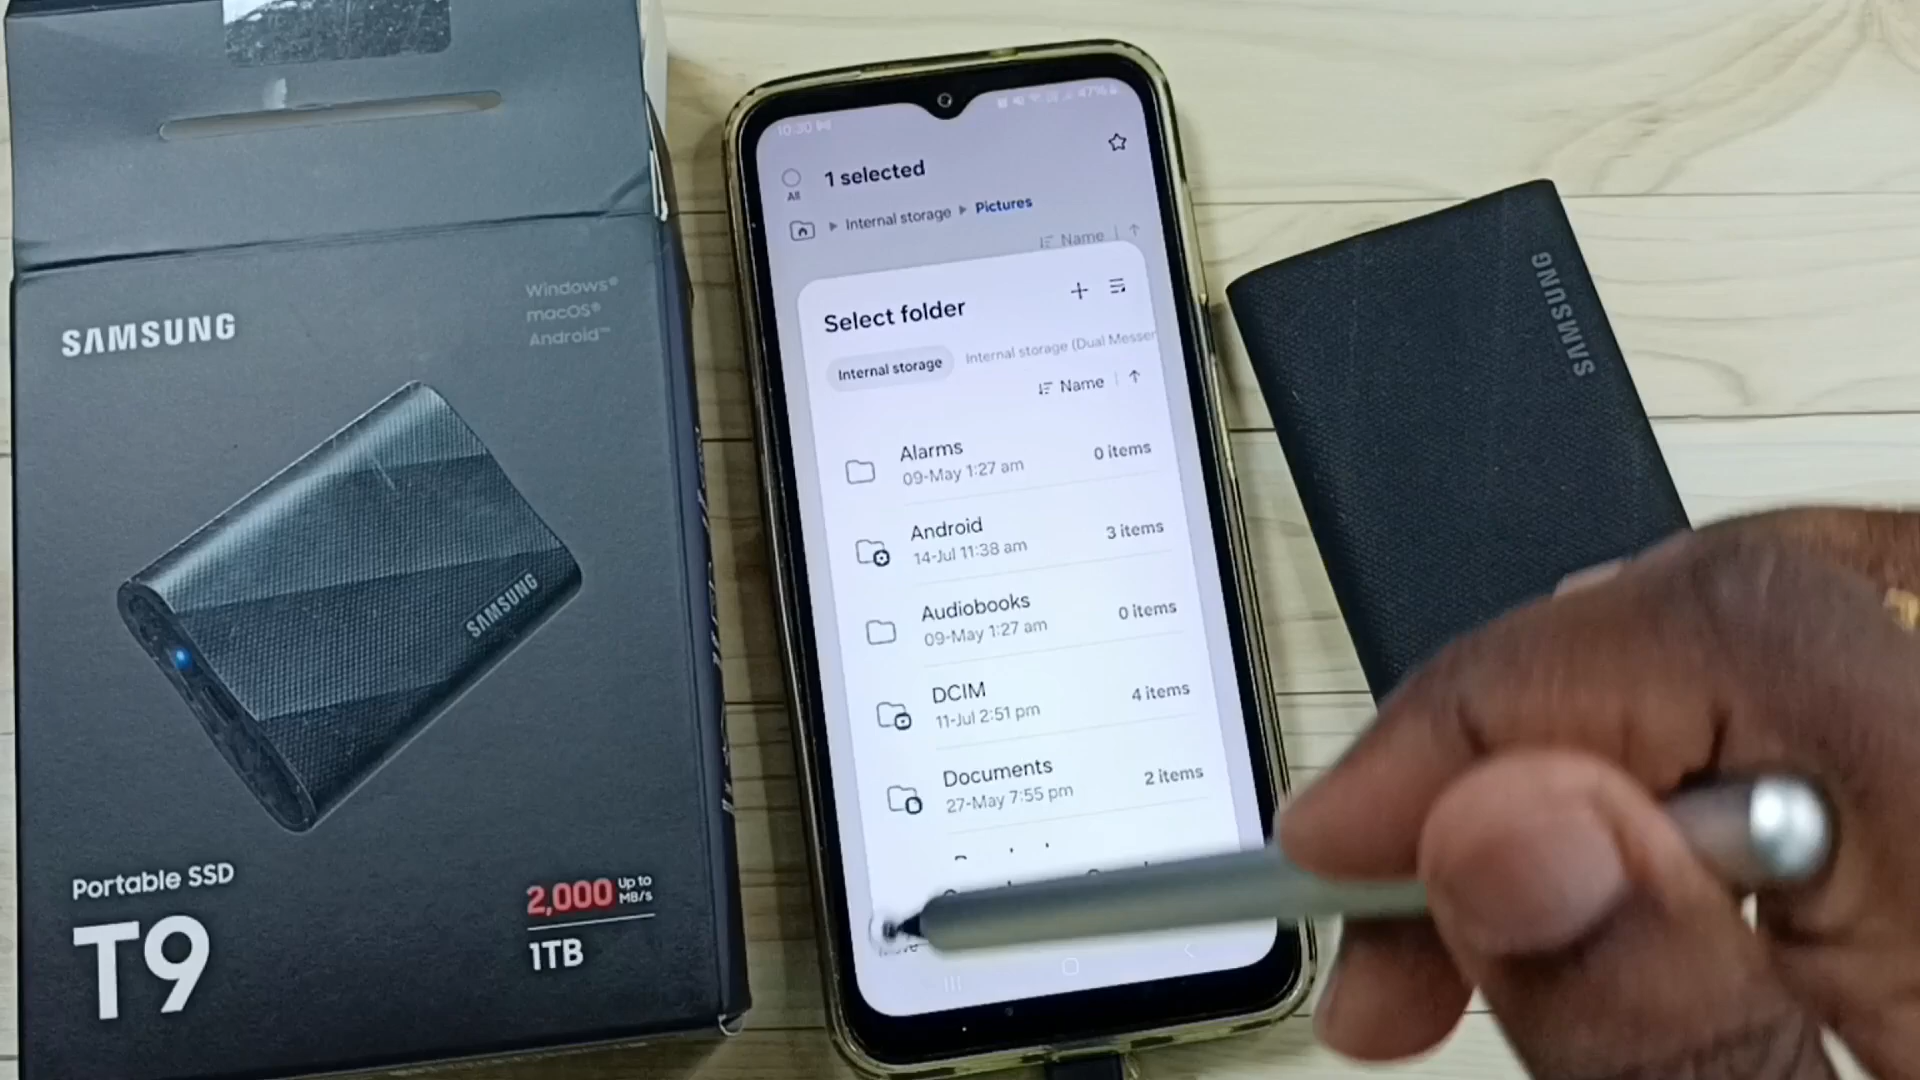 SAMSUNG
Windows®
macOS®
Android™
SAMSUNG
Portable SSD
T9
2,000 Up to MB/s
1TB
10:30
47%
1 selected
All
Internal storage
Pictures
Name
Select folder
Internal storage
Internal storage (Dual Messen
Name
Alarms
09-May 1:27 am
0 items
Android
14-Jul 11:38 am
3 items
Audiobooks
09-May 1:27 am
0 items
DCIM
11-Jul 2:51 pm
4 items
Documents
27-May 7:55 pm
2 items
SAMSUNG